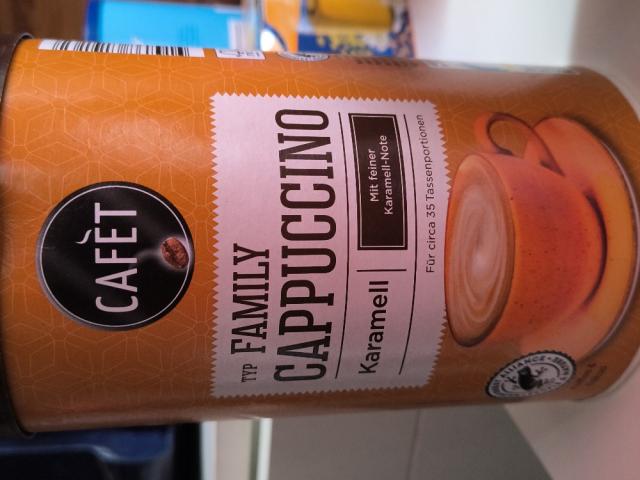 CAFÈT
TYP FAMILY
CAPPUCCINO
Karamell
Mit feiner
Karamell-Note
Für circa 35 Tassenportionen